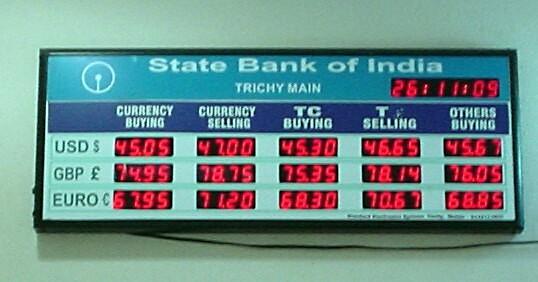 State Bank of India
TRICHY MAIN
26:11:09
CURRENCY BUYING CURRENCY SELLING TC BUYING T SELLING OTHERS BUYING
USD $ 45.05 47.00 45.30 46.65 45.67
GBP £ 74.95 78.75 75.35 78.14 76.05
EURO € 67.95 71.20 68.30 70.67 68.85